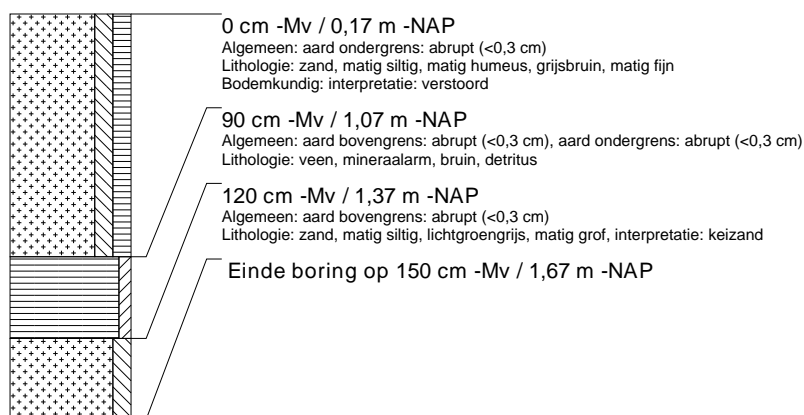 0 cm -Mv / 0,17 m -NAP
Algemeen: aard ondergrens: abrupt (<0,3 cm)
Lithologie: zand, matig siltig, matig humeus, grijsbruin, matig fijn
Bodemkundig: interpretatie: verstoord
90 cm -Mv / 1,07 m -NAP
Algemeen: aard bovengrens: abrupt (<0,3 cm), aard ondergrens: abrupt (<0,3 cm)
Lithologie: veen, mineraalarm, bruin, detritus
120 cm -Mv / 1,37 m -NAP
Algemeen: aard bovengrens: abrupt (<0,3 cm)
Lithologie: zand, matig siltig, lichtgroengrijs, matig grof, interpretatie: keizand
Einde boring op 150 cm -Mv / 1,67 m -NAP